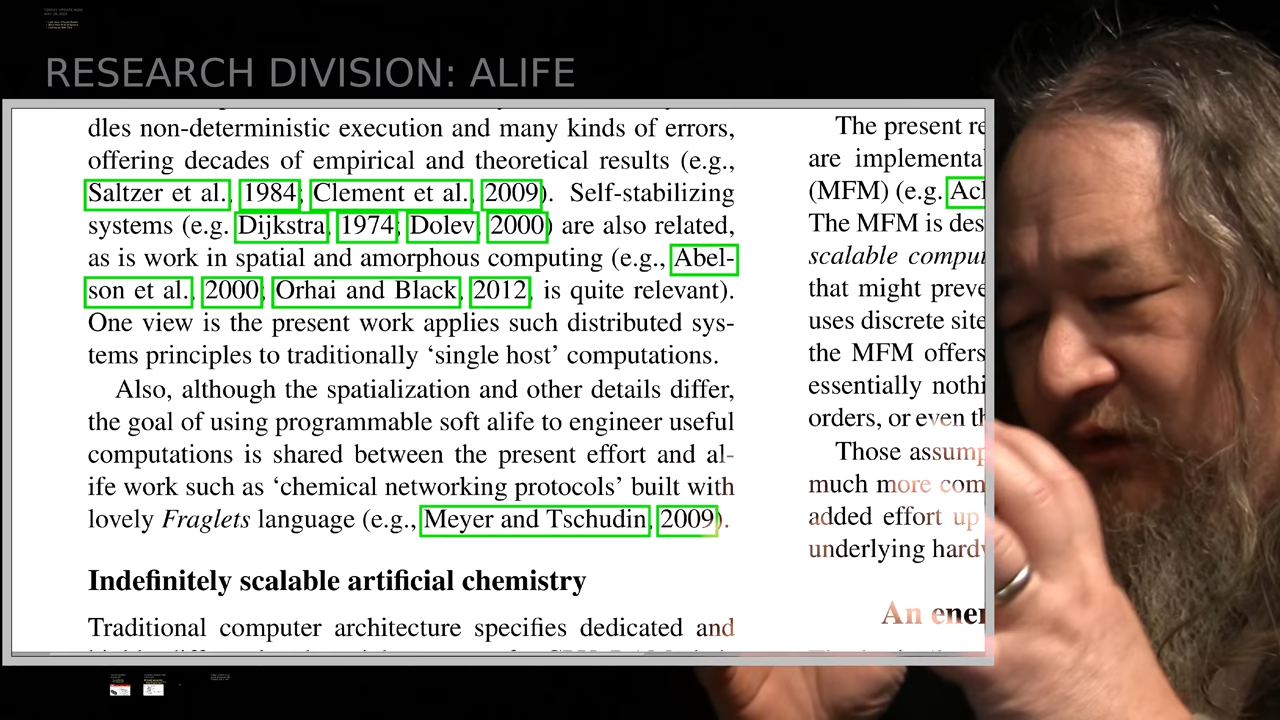 RESEARCH DIVISION: ALIFE
dles non-deterministic execution and many kinds of errors,
offering decades of empirical and theoretical results (e.g.,
Saltzer et al., 1984; Clement et al., 2009). Self-stabilizing
systems (e.g. Dijkstra, 1974; Dolev, 2000) are also related,
as is work in spatial and amorphous computing (e.g., Abel-
son et al., 2000; Orhai and Black, 2012, is quite relevant).
One view is the present work applies such distributed sys-
tems principles to traditionally ‘single host’ computations.
Also, although the spatialization and other details differ,
the goal of using programmable soft alife to engineer useful
computations is shared between the present effort and al-
ife work such as ‘chemical networking protocols’ built with
lovely Fraglets language (e.g., Meyer and Tschudin, 2009).
Indefinitely scalable artificial chemistry
Traditional computer architecture specifies dedicated and
The present re
are implementa
(MFM) (e.g. Acl
The MFM is des
scalable comput
that might preve
uses discrete site
the MFM offers
essentially nothi
orders, or even th
Those assump
much more com
added effort up
underlying hardw
An ener